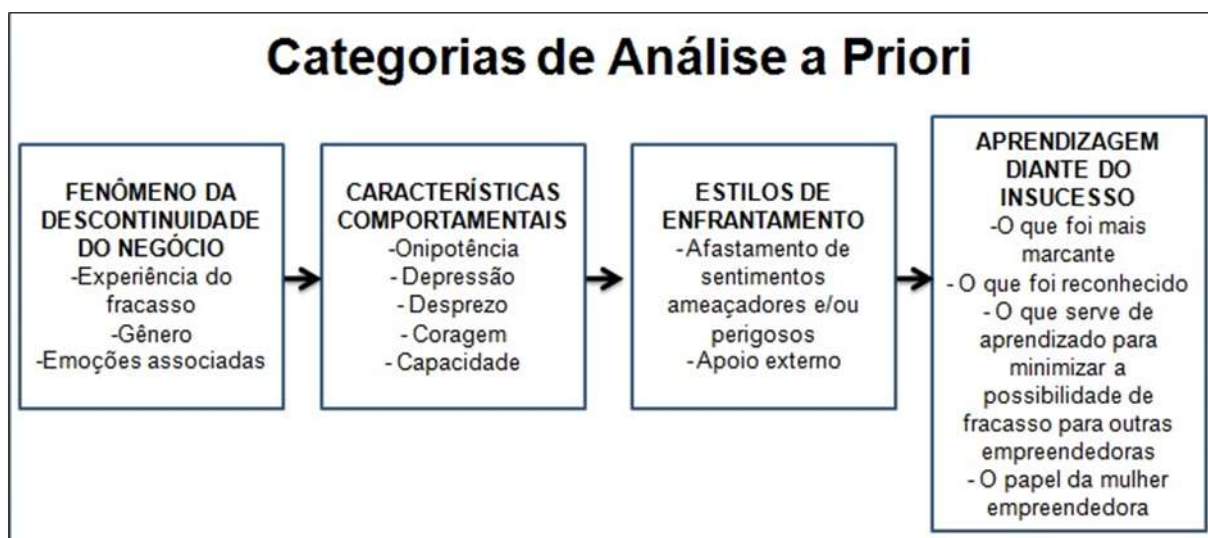 Categorias de Análise a Priori
FENÔMENO DA
DESCONTINUIDADE
DO NEGÓCIO
-Experiência do
fracasso
-Gênero
-Emoções associadas
CARACTERÍSTICAS
COMPORTAMENTAIS
-Onipotência
- Depressão
- Desprezo
- Coragem
- Capacidade
ESTILOS DE
ENFRANTAMENTO
- Afastamento de
sentimentos
ameaçadores e/ou
perigosos
- Apoio externo
APRENDIZAGEM
DIANTE DO
INSUCESSO
-O que foi mais
marcante
- O que foi reconhecido
- O que serve de
aprendizado para
minimizar a
possibilidade de
fracasso para outras
empreendedoras
- O papel da mulher
empreendedora